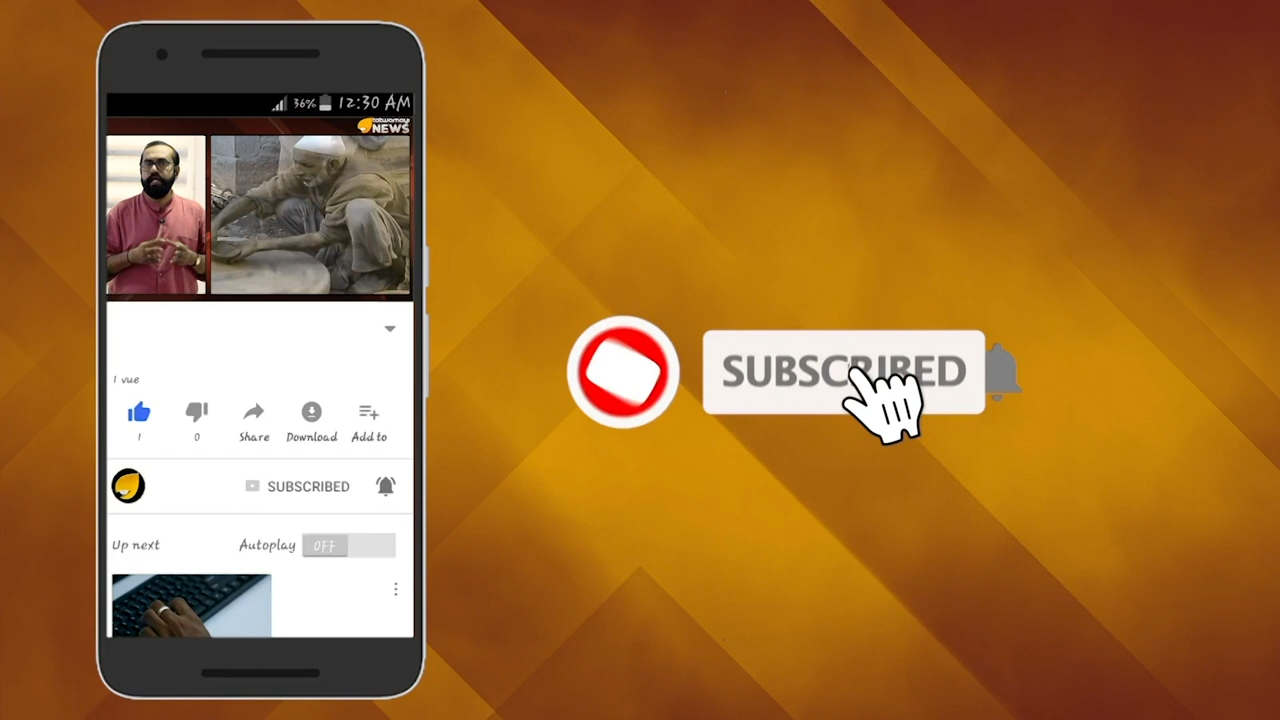 36% 12:30 AM
tatwamayi
NEWS
1 vue
1
0
Share
Download
Add to
SUBSCRIBED
Up next
Autoplay
OFF
SUBSCRIBED